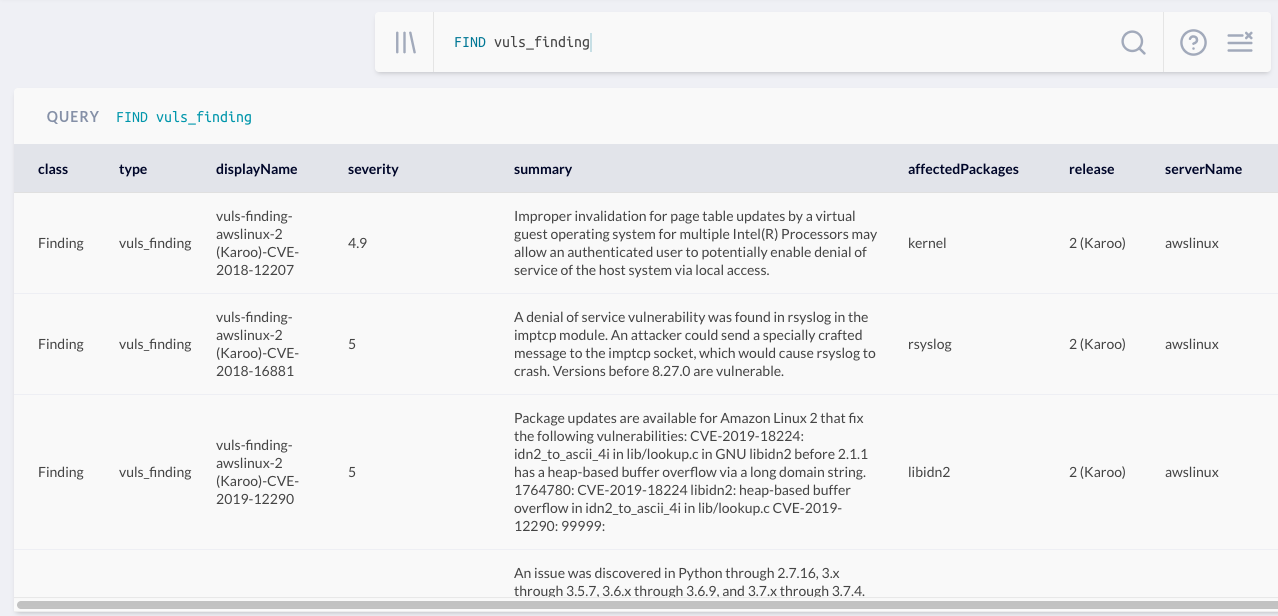 FIND vuls_finding
QUERY FIND vuls_finding
class type displayName severity summary affectedPackages release serverName
Finding vuls_finding vuls-finding-
awslinux-2
(Karoo)-CVE-
2018-12207 4.9 Improper invalidation for page table updates by a virtual
guest operating system for multiple Intel(R) Processors may
allow an authenticated user to potentially enable denial of
service of the host system via local access. kernel 2 (Karoo) awslinux
Finding vuls_finding vuls-finding-
awslinux-2
(Karoo)-CVE-
2018-16881 5 A denial of service vulnerability was found in rsyslog in the
imptcp module. An attacker could send a specially crafted
message to the imptcp socket, which would cause rsyslog to
crash. Versions before 8.27.0 are vulnerable. rsyslog 2 (Karoo) awslinux
Finding vuls_finding vuls-finding-
awslinux-2
(Karoo)-CVE-
2019-12290 5 Package updates are available for Amazon Linux 2 that fix
the following vulnerabilities: CVE-2019-18224:
idn2_to_ascii_4i in lib/lookup.c in GNU libidn2 before 2.1.1
has a heap-based buffer overflow via a long domain string.
1764780: CVE-2019-18224 libidn2: heap-based buffer
overflow in idn2_to_ascii_4i in lib/lookup.c CVE-2019-
12290: 99999: libidn2 2 (Karoo) awslinux
An issue was discovered in Python through 2.7.16, 3.x
through 3.5.7, 3.6.x through 3.6.9, and 3.7.x through 3.7.4.